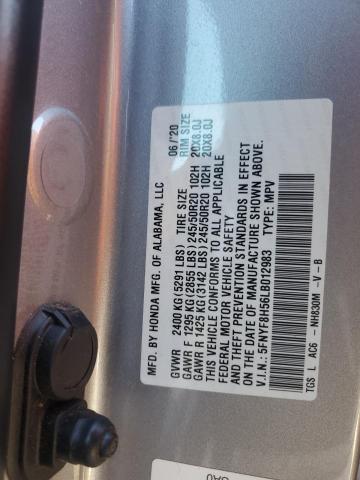 MFD. BY HONDA MFG. OF ALABAMA, LLC 06/'20
GVWR 2400 KG(5291 LBS) TIRE SIZE RIM SIZE
GAWR F 1295 KG(2855 LBS) 245/50R20 102H 20X8.0J
GAWR R 1425 KG(3142 LBS) 245/50R20 102H 20X8.0J
THIS VEHICLE CONFORMS TO ALL APPLICABLE
FEDERAL MOTOR VEHICLE SAFETY
AND THEFT PREVENTION STANDARDS IN EFFECT
ON THE DATE OF MANUFACTURE SHOWN ABOVE.
V.I.N.: 5FNYF8H56LB012983 TYPE: MPV
TGS L AC6 - NH830M -V-B